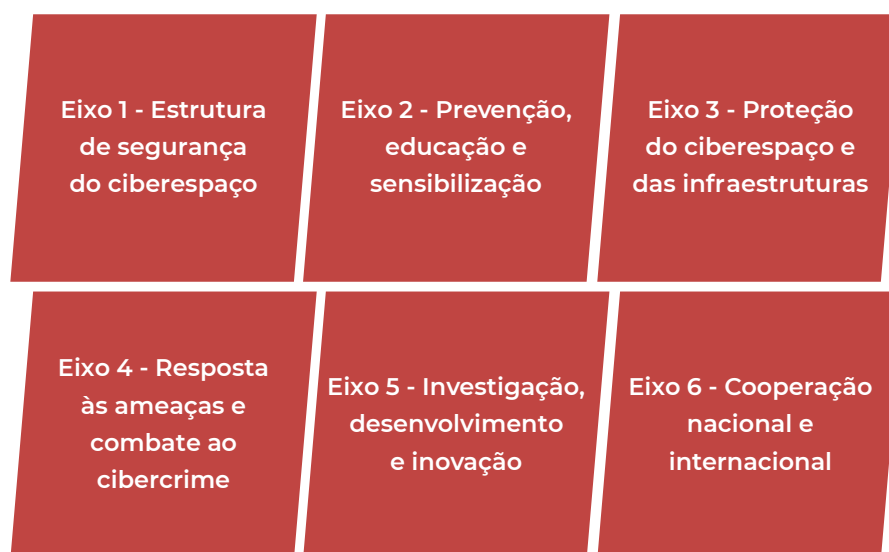 Eixo 1 - Estrutura
de segurança
do ciberespaço
Eixo 2 - Prevenção,
educação e
sensibilização
Eixo 3 - Proteção
do ciberespaço e
das infraestruturas
Eixo 4 - Resposta
às ameaças e
combate ao
cibercrime
Eixo 5 - Investigação,
desenvolvimento
e inovação
Eixo 6 - Cooperação
nacional e
internacional